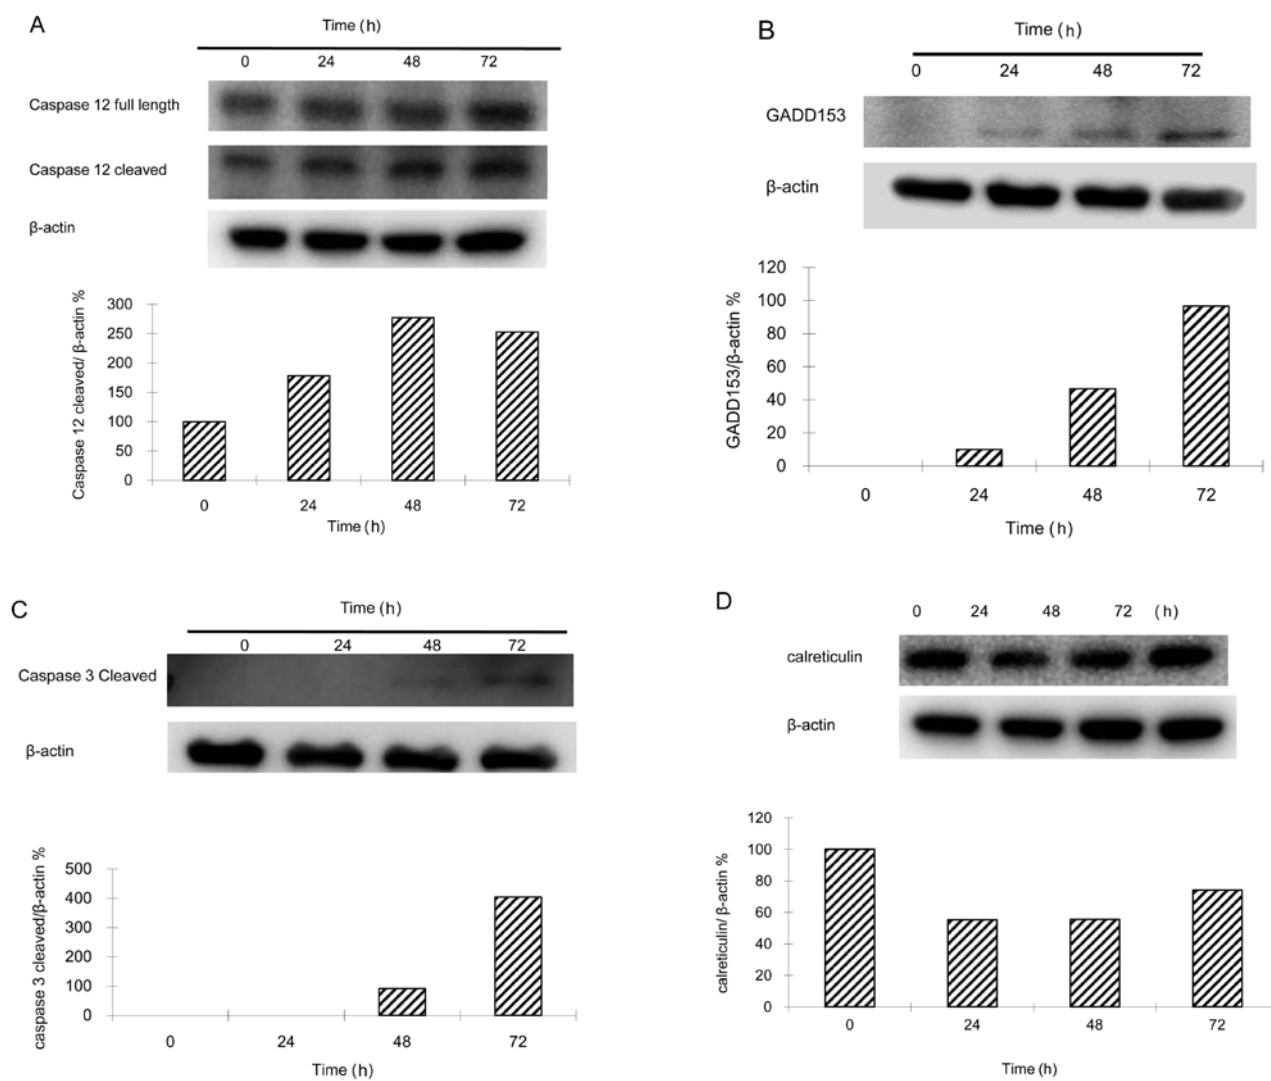 A
Time (h)
0 24 48 72
Caspase 12 full length
Caspase 12 cleaved
β-actin
Caspase 12 cleaved/ β-actin %
300
250
200
150
100
50
0
0 24 48 72
Time (h)
B
Time (h)
0 24 48 72
GADD153
β-actin
GADD153/β-actin %
120
100
80
60
40
20
0
0 24 48 72
Time (h)
C
Time (h)
0 24 48 72
Caspase 3 Cleaved
β-actin
caspase 3 cleaved/β-actin %
500
400
300
200
100
0
0 24 48 72
Time (h)
D
0 24 48 72 (h)
calreticulin
β-actin
calreticulin/ β-actin %
120
100
80
60
40
20
0
0 24 48 72
Time (h)